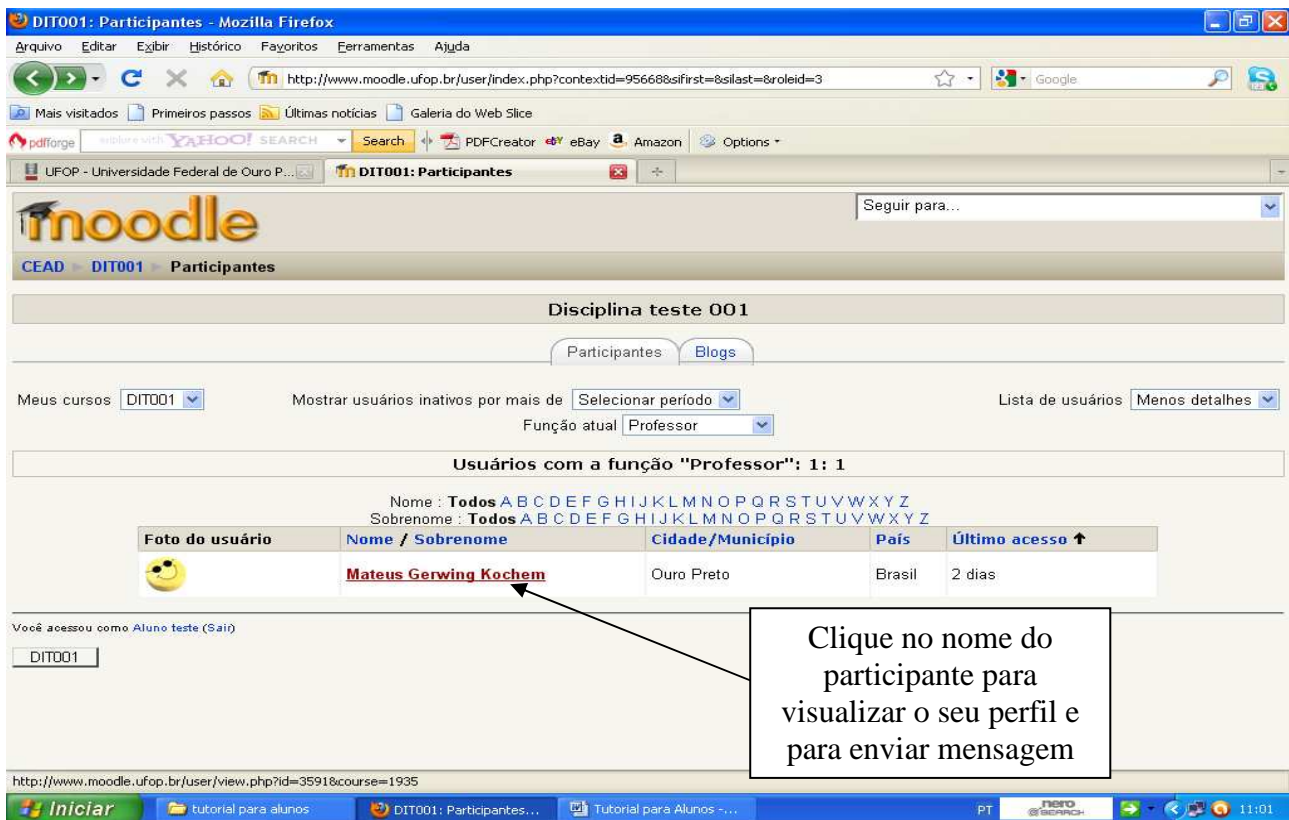 DIT001: Participantes - Mozilla Firefox
Arquivo Editar Exibir Histórico Favoritos Ferramentas Ajuda
http://www.moodle.ufop.br/user/index.php?contextid=95668&sifirst=&silast=&roleid=3
Google
Mais visitados Primeiros passos Últimas notícias Galeria do Web Slice
pdfforge explore with YAHOO! SEARCH Search PDFCreator eBay Amazon Options
UFOP - Universidade Federal de Ouro P... DIT001: Participantes
moodle
Seguir para...
CEAD DIT001 Participantes
Disciplina teste 001
Participantes Blogs
Meus cursos DIT001 Mostrar usuários inativos por mais de Selecionar período Lista de usuários Menos detalhes
Função atual Professor
Usuários com a função "Professor": 1: 1
Nome : Todos A B C D E F G H I J K L M N O P Q R S T U V W X Y Z
Sobrenome : Todos A B C D E F G H I J K L M N O P Q R S T U V W X Y Z
Foto do usuário Nome / Sobrenome Cidade/Município País Último acesso ↑
Mateus Gerwing Kochem Ouro Preto Brasil 2 dias
Você acessou como Aluno teste (Sair)
DIT001
Clique no nome do
participante para
visualizar o seu perfil e
para enviar mensagem
http://www.moodle.ufop.br/user/view.php?id=3591&course=1935
Iniciar tutorial para alunos DIT001: Participantes... Tutorial para Alunos -... PT nero SEARCH 11:01